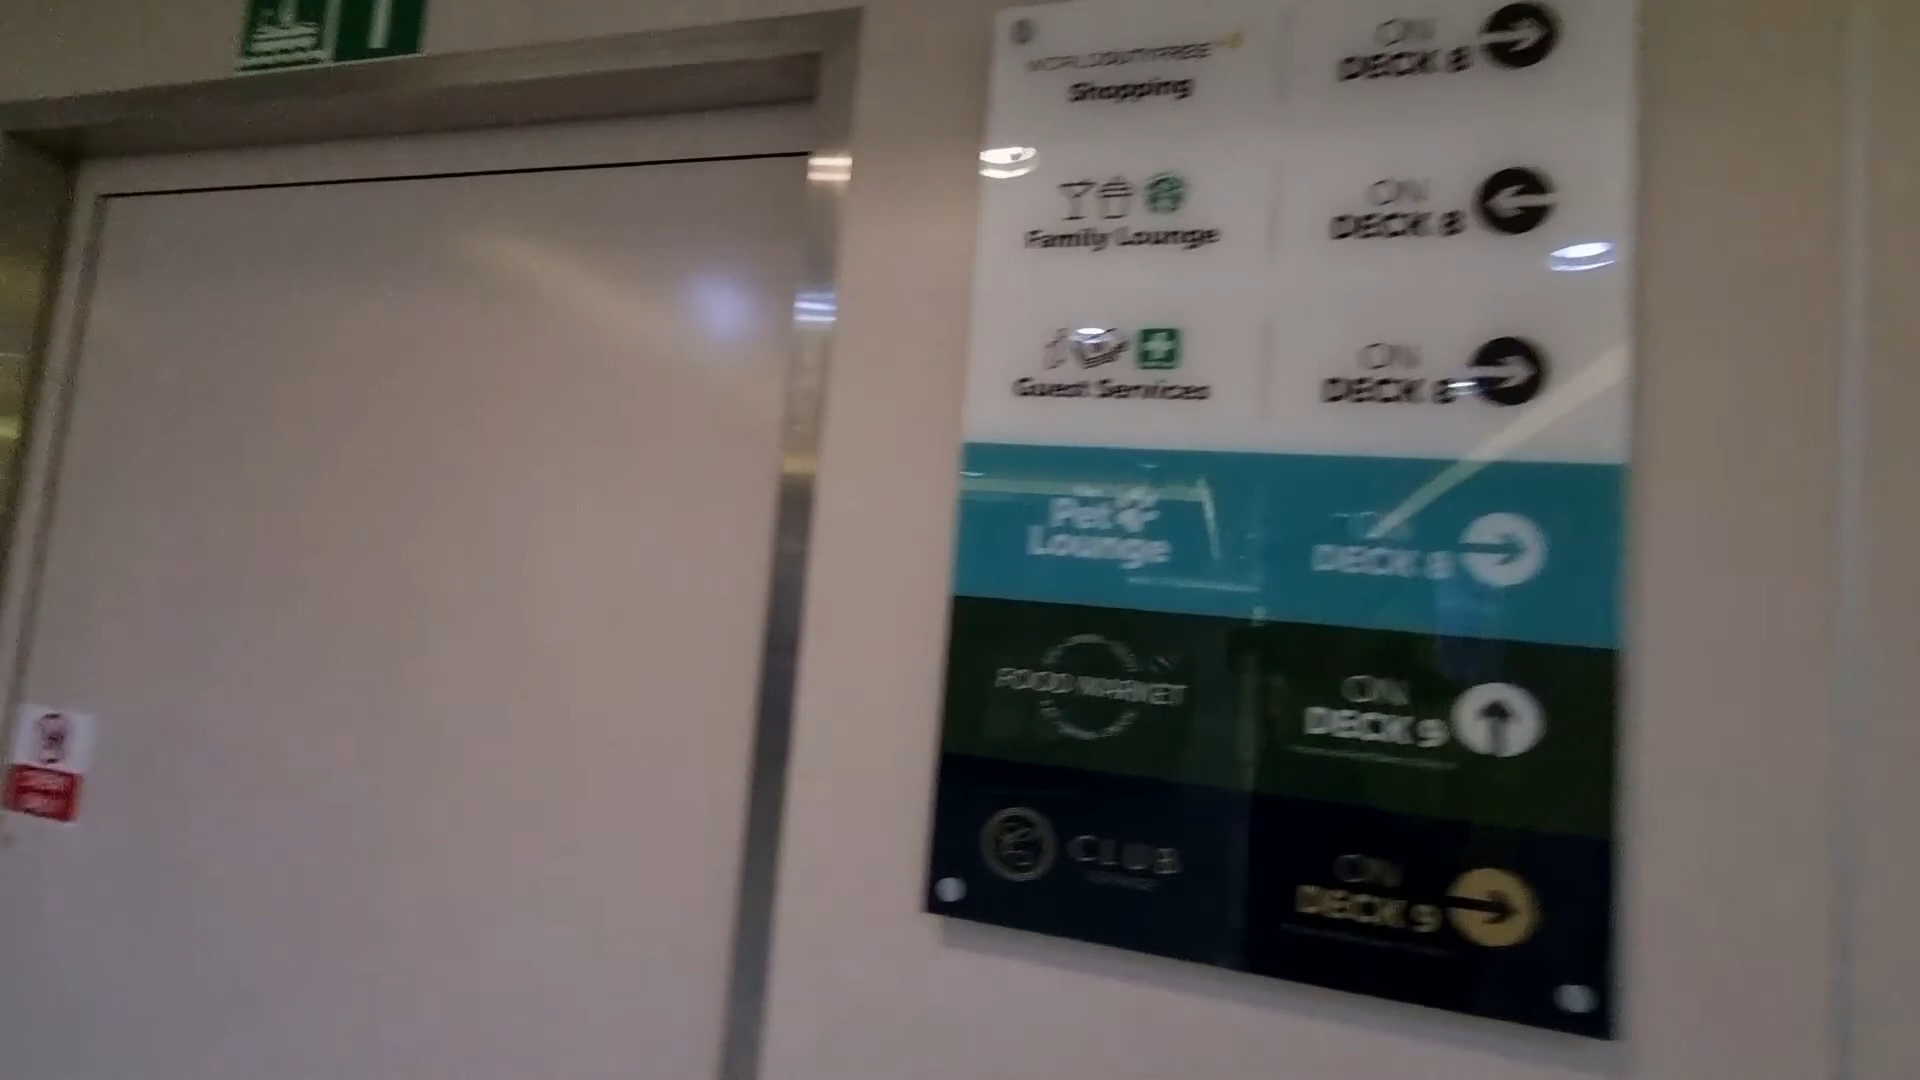 WORLDDUTYFREE
Shopping
ON
DECK 8
Family Lounge
ON
DECK 8
Guest Services
ON
DECK 8
Pet
Lounge
ON
DECK 8
FOOD MARKET
ON
DECK 9
CLUB
ON
DECK 9